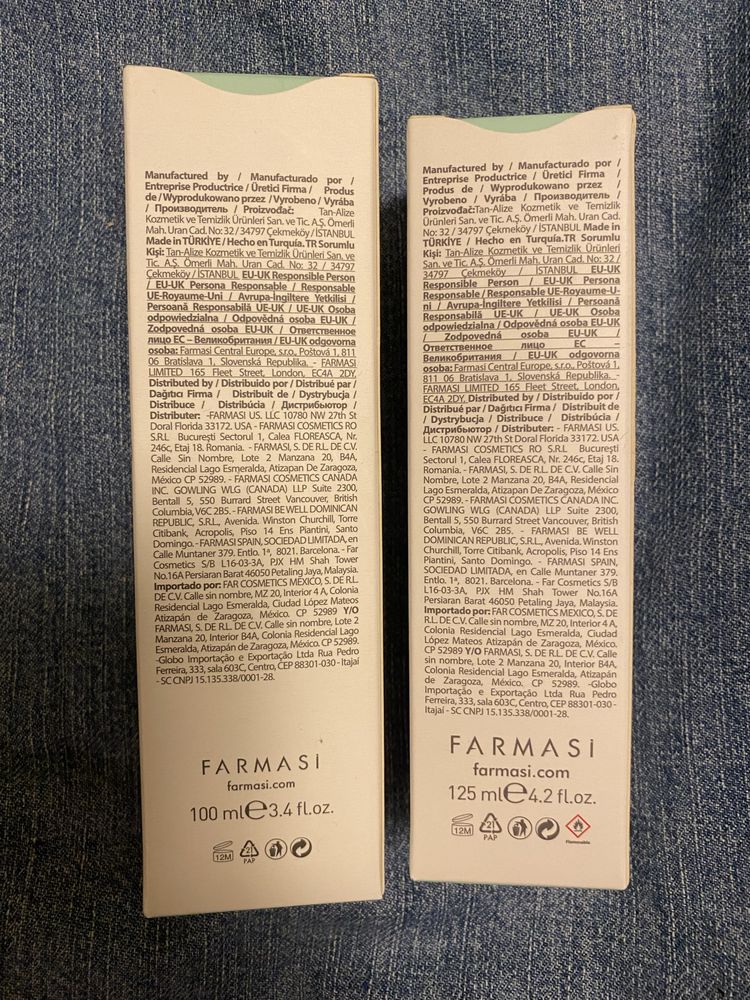 Manufactured by / Manufacturado por /
Entreprise Productrice / Üretici Firma / Produs
de / Wyprodukowano przez / Vyrobeno / Vyrába
/ Производитель / Proizvođač: Tan-Alize
Kozmetik ve Temizlik Ürünleri San. ve Tic. A.Ş. Ömerli
Mah. Uran Cad. No: 32 / 34797 Çekmeköy / İSTANBUL
Made in TÜRKİYE / Hecho en Turquía. TR Sorumlu
Kişi: Tan-Alize Kozmetik ve Temizlik Ürünleri San. ve
Tic. A.Ş. Ömerli Mah. Uran Cad. No: 32 / 34797
Çekmeköy / İSTANBUL EU-UK Responsible Person
/ EU-UK Persona Responsable / Responsable
UE-Royaume-Uni / Avrupa-İngiltere Yetkilisi /
Persoană Responsabilă UE-UK / UE-UK Osoba
odpowiedzialna / Odpovědná osoba EU-UK /
Zodpovedná osoba EU-UK / Ответственное
лицо ЕС – Великобритания / EU-UK odgovorna
osoba: Farmasi Central Europe, s.r.o., Poštová 1, 811
06 Bratislava 1, Slovenská Republika. - FARMASI
LIMITED 165 Fleet Street, London, EC4A 2DY.
Distributed by / Distribuido por / Distribué par /
Dağıtıcı Firma / Distribuit de / Dystrybucja /
Distribuce / Distribúcia / Дистрибьютор /
Distributer: -FARMASI US. LLC 10780 NW 27th St
Doral Florida 33172. USA - FARMASI COSMETICS RO
S.R.L București Sectorul 1, Calea FLOREASCA, Nr.
246c, Etaj 18. Romania. - FARMASI, S. DE R.L. DE C.V.
Calle Sin Nombre, Lote 2 Manzana 20, B4A,
Residencial Lago Esmeralda, Atizapan De Zaragoza,
México CP 52989. - FARMASI COSMETICS CANADA
INC. GOWLING WLG (CANADA) LLP Suite 2300,
Bentall 5, 550 Burrard Street Vancouver, British
Columbia, V6C 2B5. - FARMASI BE WELL DOMINICAN
REPUBLIC, S.R.L., Avenida. Winston Churchill, Torre
Citibank, Acropolis, Piso 14 Ens Piantini, Santo
Domingo. - FARMASI SPAIN, SOCIEDAD LIMITADA, en
Calle Muntaner 379. Entlo. 1ª, 8021. Barcelona. - Far
Cosmetics S/B L16-03-3A, PJX HM Shah Tower
No.16A Persiaran Barat 46050 Petaling Jaya, Malaysia.
Importado por: FAR COSMETICS MEXICO, S. DE R.L.
DE C.V. Calle sin nombre, MZ 20, Interior 4 A, Colonia
Residencial Lago Esmeralda, Ciudad López Mateos
Atizapán de Zaragoza, México. CP 52989 Y/O
FARMASI, S. DE R.L. DE C.V. Calle sin nombre, Lote 2
Manzana 20, Interior B4A, Colonia Residencial Lago
Esmeralda, Atizapán de Zaragoza, México. CP 52989.
-Globo Importação e Exportação Ltda Rua Pedro
Ferreira, 333, sala 603C, Centro, CEP 88301-030 - Itajaí
- SC CNPJ 15.135.338/0001-28.
FARMASİ
farmasi.com
100 ml e 3.4 fl.oz.
12M
21
PAP
Manufactured by / Manufacturado por /
Entreprise Productrice / Üretici Firma /
Produs de / Wyprodukowano przez /
Vyrobeno / Vyrába / Производитель /
Proizvođač: Tan-Alize Kozmetik ve Temizlik
Ürünleri San. ve Tic. A.Ş. Ömerli Mah. Uran Cad.
No: 32 / 34797 Çekmeköy / İSTANBUL Made in
TÜRKİYE / Hecho en Turquía. TR Sorumlu
Kişi: Tan-Alize Kozmetik ve Temizlik Ürünleri
San. ve Tic. A.Ş. Ömerli Mah. Uran Cad. No: 32 /
34797 Çekmeköy / İSTANBUL EU-UK
Responsible Person / EU-UK Persona
Responsable / Responsable UE-Royaume-U-
ni / Avrupa-İngiltere Yetkilisi / Persoană
Responsabilă UE-UK / UE-UK Osoba
odpowiedzialna / Odpovědná osoba EU-UK
/ Zodpovedná osoba EU-UK /
Ответственное лицо ЕС –
Великобритания / EU-UK odgovorna
osoba: Farmasi Central Europe, s.r.o., Poštová 1,
811 06 Bratislava 1, Slovenská Republika. -
FARMASI LIMITED 165 Fleet Street, London,
EC4A 2DY. Distributed by / Distribuido por /
Distribué par / Dağıtıcı Firma / Distribuit de
/ Dystrybucja / Distribuce / Distribúcia /
Дистрибьютор / Distributer: - FARMASI US.
LLC 10780 NW 27th St Doral Florida 33172. USA
- FARMASI COSMETICS RO S.R.L București
Sectorul 1, Calea FLOREASCA, Nr. 246c, Etaj 18.
Romania. - FARMASI, S. DE R.L. DE C.V. Calle Sin
Nombre, Lote 2 Manzana 20, B4A, Residencial
Lago Esmeralda, Atizapan De Zaragoza, México
CP 52989. - FARMASI COSMETICS CANADA INC.
GOWLING WLG (CANADA) LLP Suite 2300,
Bentall 5, 550 Burrard Street Vancouver, British
Columbia, V6C 2B5. - FARMASI BE WELL
DOMINICAN REPUBLIC, S.R.L., Avenida. Winston
Churchill, Torre Citibank, Acropolis, Piso 14 Ens
Piantini, Santo Domingo. - FARMASI SPAIN,
SOCIEDAD LIMITADA, en Calle Muntaner 379.
Entlo. 1ª, 8021. Barcelona. - Far Cosmetics S/B
L16-03-3A, PJX HM Shah Tower No.16A
Persiaran Barat 46050 Petaling Jaya, Malaysia.
Importado por: FAR COSMETICS MEXICO, S. DE
R.L. DE C.V. Calle sin nombre, MZ 20, Interior 4 A,
Colonia Residencial Lago Esmeralda, Ciudad
López Mateos Atizapán de Zaragoza, México. CP
52989 Y/O FARMASI, S. DE R.L. DE C.V. Calle sin
nombre, Lote 2 Manzana 20, Interior B4A,
Colonia Residencial Lago Esmeralda, Atizapán
de Zaragoza, México. CP 52989. -Globo
Importação e Exportação Ltda Rua Pedro
Ferreira, 333, sala 603C, Centro, CEP 88301-030 -
Itajaí - SC CNPJ 15.135.338/0001-28.
FARMASİ
farmasi.com
125 ml e 4.2 fl.oz.
12M
21
PAP
Flammable